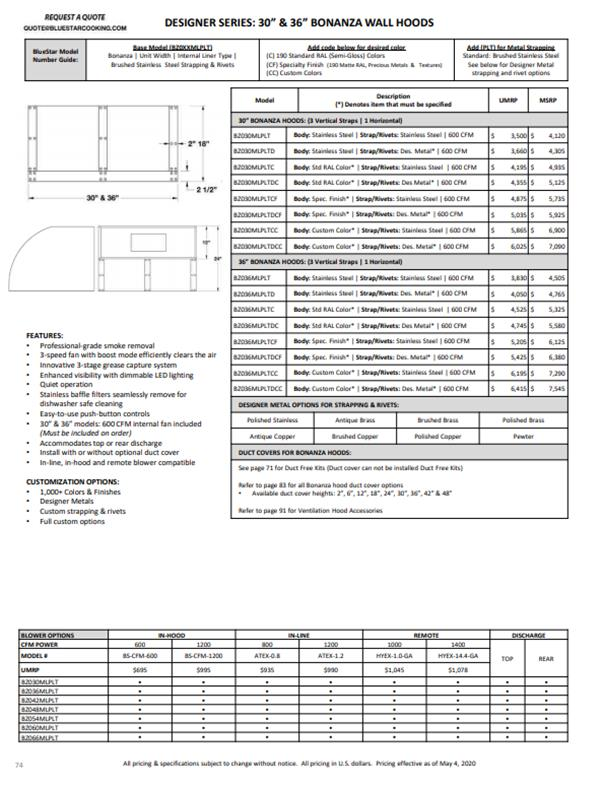 REQUEST A QUOTE
QUOTE@BLUESTARCOOKING.COM
DESIGNER SERIES: 30” & 36” BONANZA WALL HOODS
BlueStar Model
Number Guide:
Base Model (BZ0XXMLPLT)
Bonanza | Unit Width | Internal Liner Type |
Brushed Stainless Steel Strapping & Rivets
Add code below for desired color
(C) 190 Standard RAL (Semi-Gloss) Colors
(CF) Specialty Finish (190 Matte RAL, Precious Metals & Textures)
(CC) Custom Colors
Add (PLT) for Metal Strapping
Standard: Brushed Stainless Steel
See below for Designer Metal
strapping and rivet options
2" 18"
2 1/2"
30" & 36"
10"
24"
Model Description UMRP MSRP
(*) Denotes item that must be specified
30" BONANZA HOODS: (3 Vertical Straps | 1 Horizontal)
BZ030MLPLT Body: Stainless Steel | Strap/Rivets: Stainless Steel | 600 CFM $ 3,500 $ 4,120
BZ030MLPLTD Body: Stainless Steel | Strap/Rivets: Des. Metal* | 600 CFM $ 3,660 $ 4,305
BZ030MLPLTC Body: Std RAL Color* | Strap/Rivets: Stainless Steel | 600 CFM $ 4,195 $ 4,935
BZ030MLPLTDC Body: Std RAL Color* | Strap/Rivets: Des Metal* | 600 CFM $ 4,355 $ 5,125
BZ030MLPLTCF Body: Spec. Finish* | Strap/Rivets: Stainless Steel | 600 CFM $ 4,875 $ 5,735
BZ030MLPLTDCF Body: Spec. Finish* | Strap/Rivets: Des. Metal* | 600 CFM $ 5,035 $ 5,925
BZ030MLPLTCC Body: Custom Color* | Strap/Rivets: Stainless Steel | 600 CFM $ 5,865 $ 6,900
BZ030MLPLTDCC Body: Custom Color* | Strap/Rivets: Des. Metal* | 600 CFM $ 6,025 $ 7,090
36" BONANZA HOODS: (3 Vertical Straps | 1 Horizontal)
BZ036MLPLT Body: Stainless Steel | Strap/Rivets: Stainless Steel | 600 CFM $ 3,830 $ 4,505
BZ036MLPLTD Body: Stainless Steel | Strap/Rivets: Des. Metal* | 600 CFM $ 4,050 $ 4,765
BZ036MLPLTC Body: Std RAL Color* | Strap/Rivets: Stainless Steel | 600 CFM $ 4,525 $ 5,325
BZ036MLPLTDC Body: Std RAL Color* | Strap/Rivets: Des Metal* | 600 CFM $ 4,745 $ 5,580
BZ036MLPLTCF Body: Spec. Finish* | Strap/Rivets: Stainless Steel | 600 CFM $ 5,205 $ 6,125
BZ036MLPLTDCF Body: Spec. Finish* | Strap/Rivets: Des. Metal* | 600 CFM $ 5,425 $ 6,380
BZ036MLPLTCC Body: Custom Color* | Strap/Rivets: Stainless Steel | 600 CFM $ 6,195 $ 7,290
BZ036MLPLTDCC Body: Custom Color* | Strap/Rivets: Des. Metal* | 600 CFM $ 6,415 $ 7,545
DESIGNER METAL OPTIONS FOR STRAPPING & RIVETS:
Polished Stainless Antique Brass Brushed Brass Polished Brass
Antique Copper Brushed Copper Polished Copper Pewter
DUCT COVERS FOR BONANZA HOODS:
See page 71 for Duct Free Kits (Duct cover can not be installed Duct Free Kits)
Refer to page 83 for all Bonanza hood duct cover options
• Available duct cover heights: 2", 6", 12", 18", 24", 30", 36", 42" & 48"
Refer to page 91 for Ventilation Hood Accessories
FEATURES:
• Professional-grade smoke removal
• 3-speed fan with boost mode efficiently clears the air
• Innovative 3-stage grease capture system
• Enhanced visibility with dimmable LED lighting
• Quiet operation
• Stainless baffle filters seamlessly remove for
dishwasher safe cleaning
• Easy-to-use push-button controls
• 30" & 36" models: 600 CFM internal fan included
(Must be included on order)
• Accommodates top or rear discharge
• Install with or without optional duct cover
• In-line, in-hood and remote blower compatible
CUSTOMIZATION OPTIONS:
• 1,000+ Colors & Finishes
• Designer Metals
• Custom strapping & rivets
• Full custom options
BLOWER OPTIONS IN-HOOD IN-LINE REMOTE DISCHARGE
CFM POWER 600 1200 800 1200 1000 1400
MODEL # BS-CFM-600 BS-CFM-1200 ATEX-0.8 ATEX-1.2 HYEX-1.0-GA HYEX-14.4-GA TOP REAR
UMRP $695 $995 $935 $990 $1,045 $1,078
BZ030MLPLT • • • • • • • •
BZ036MLPLT • • • • • • • •
BZ042MLPLT • • • • • • • •
BZ048MLPLT • • • • • • • •
BZ054MLPLT • • • • • • • •
BZ060MLPLT • • • • • • • •
BZ066MLPLT • • • • • • • •
74
All pricing & specifications subject to change without notice. All pricing in U.S. dollars. Pricing effective as of May 4, 2020